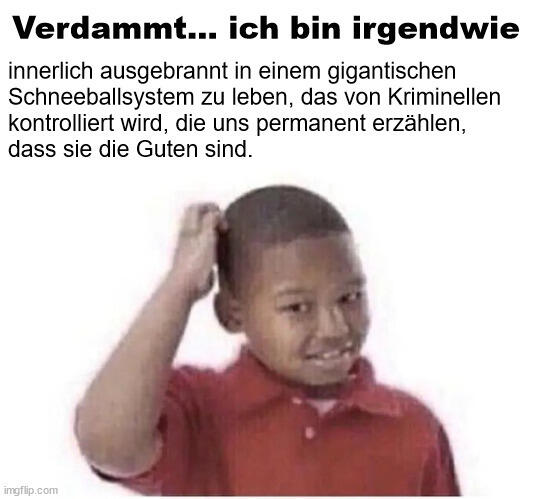 Verdammt... ich bin irgendwie
innerlich ausgebrannt in einem gigantischen
Schneeballsystem zu leben, das von Kriminellen
kontrolliert wird, die uns permanent erzählen,
dass sie die Guten sind.
imgflip.com